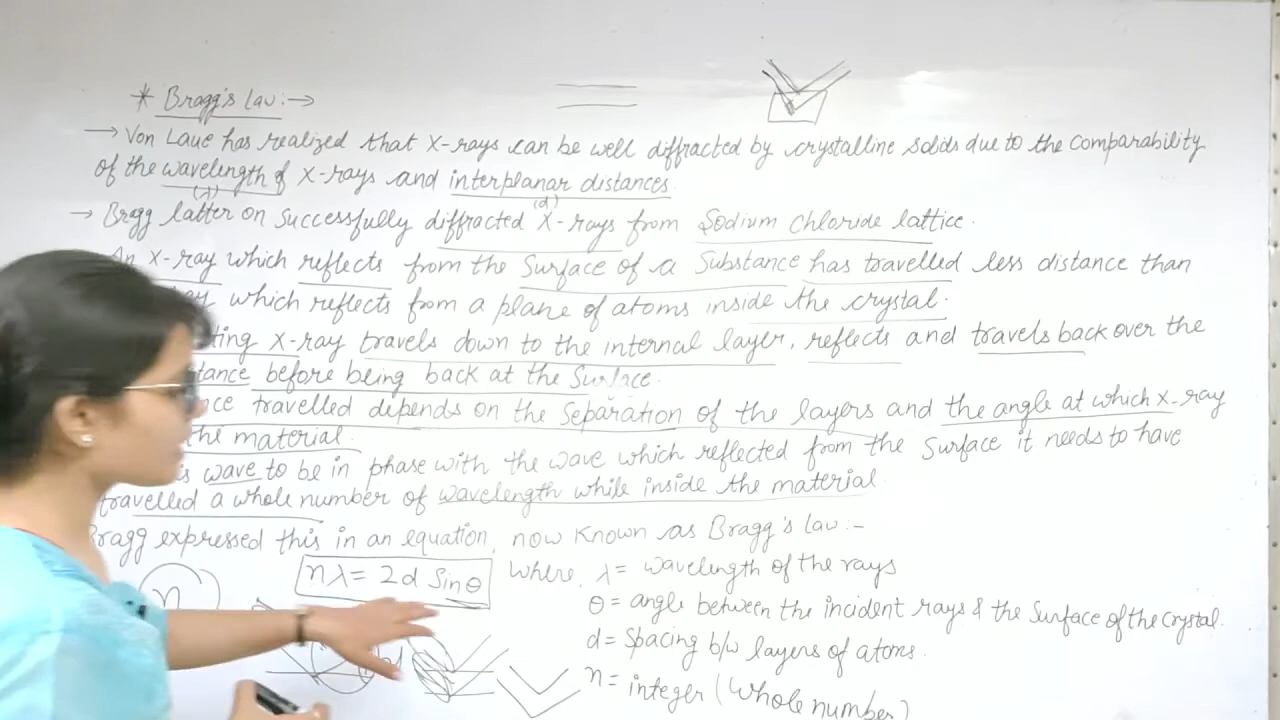 * Bragg's Law:→
→ Von Laue has realized that X-rays can be well diffracted by crystalline solids due to the comparability
of the wavelength of X-rays and interplanar distances.
(λ) (d)
→ Bragg latter on successfully diffracted X-rays from Sodium Chloride lattice.
An X-ray which reflects from the Surface of a Substance has travelled less distance than
which reflects from a plane of atoms inside the crystal.
ting X-ray travels down to the internal layer, reflects and travels back over the
tance before being back at the Surface.
nce travelled depends on the Separation of the layers and the angle at which X-ray
the material.
s wave to be in phase with the wave which reflected from the Surface it needs to have
travelled a whole number of wavelength while inside the material.
Bragg expressed this in an equation, now known as Bragg's Law:-
nλ = 2d Sinθ where, λ = wavelength of the rays
n
θ = angle between the incident rays & the Surface of the crystal.
d = Spacing b/w layers of atoms.
n = integer (whole number)